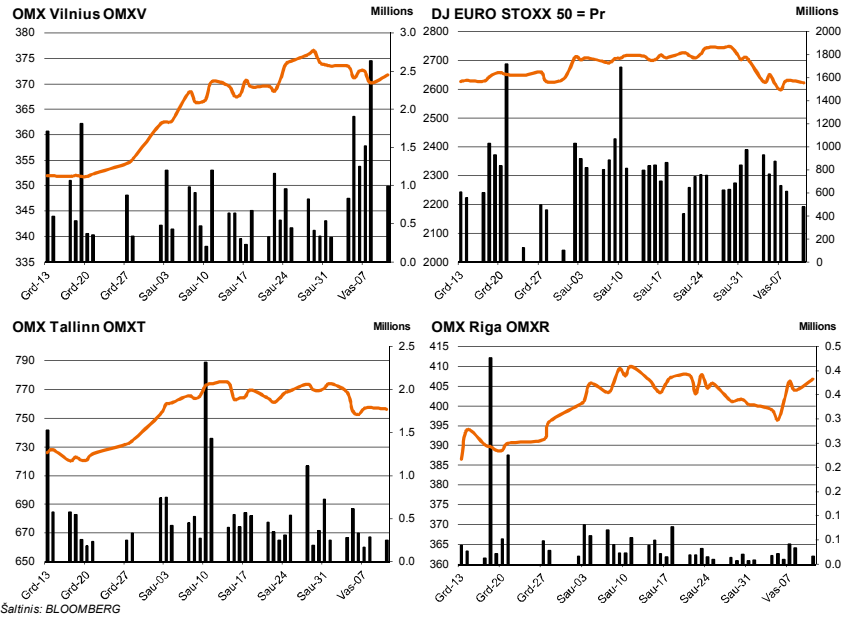 OMX Vilnius OMXV
Millions
380
375
370
365
360
355
350
345
340
335
3.0
2.5
2.0
1.5
1.0
0.5
0.0
Grd-13
Grd-20
Grd-27
Sau-03
Sau-10
Sau-17
Sau-24
Sau-31
Vas-07
DJ EURO STOXX 50 = Pr
Millions
2800
2700
2600
2500
2400
2300
2200
2100
2000
2000
1800
1600
1400
1200
1000
800
600
400
200
0
Grd-13
Grd-20
Grd-27
Sau-03
Sau-10
Sau-17
Sau-24
Sau-31
Vas-07
OMX Tallinn OMXT
Millions
790
770
750
730
710
690
670
650
2.5
2.0
1.5
1.0
0.5
0.0
Grd-13
Grd-20
Grd-27
Sau-03
Sau-10
Sau-17
Sau-24
Sau-31
Vas-07
OMX Riga OMXR
Millions
415
410
405
400
395
390
385
380
375
370
365
360
0.5
0.4
0.4
0.3
0.3
0.2
0.2
0.1
0.1
0.0
Grd-13
Grd-20
Grd-27
Sau-03
Sau-10
Sau-17
Sau-24
Sau-31
Vas-07
Šaltinis: BLOOMBERG